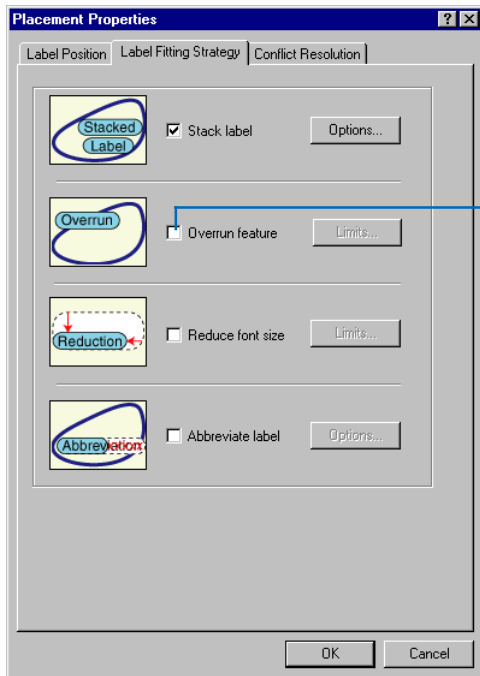 Placement Properties
Label Position Label Fitting Strategy Conflict Resolution
Stacked
Label
Stack label Options...
Overrun
Overrun feature Limits...
Reduction
Reduce font size Limits...
Abbreviation
Abbreviate label Options...
OK Cancel